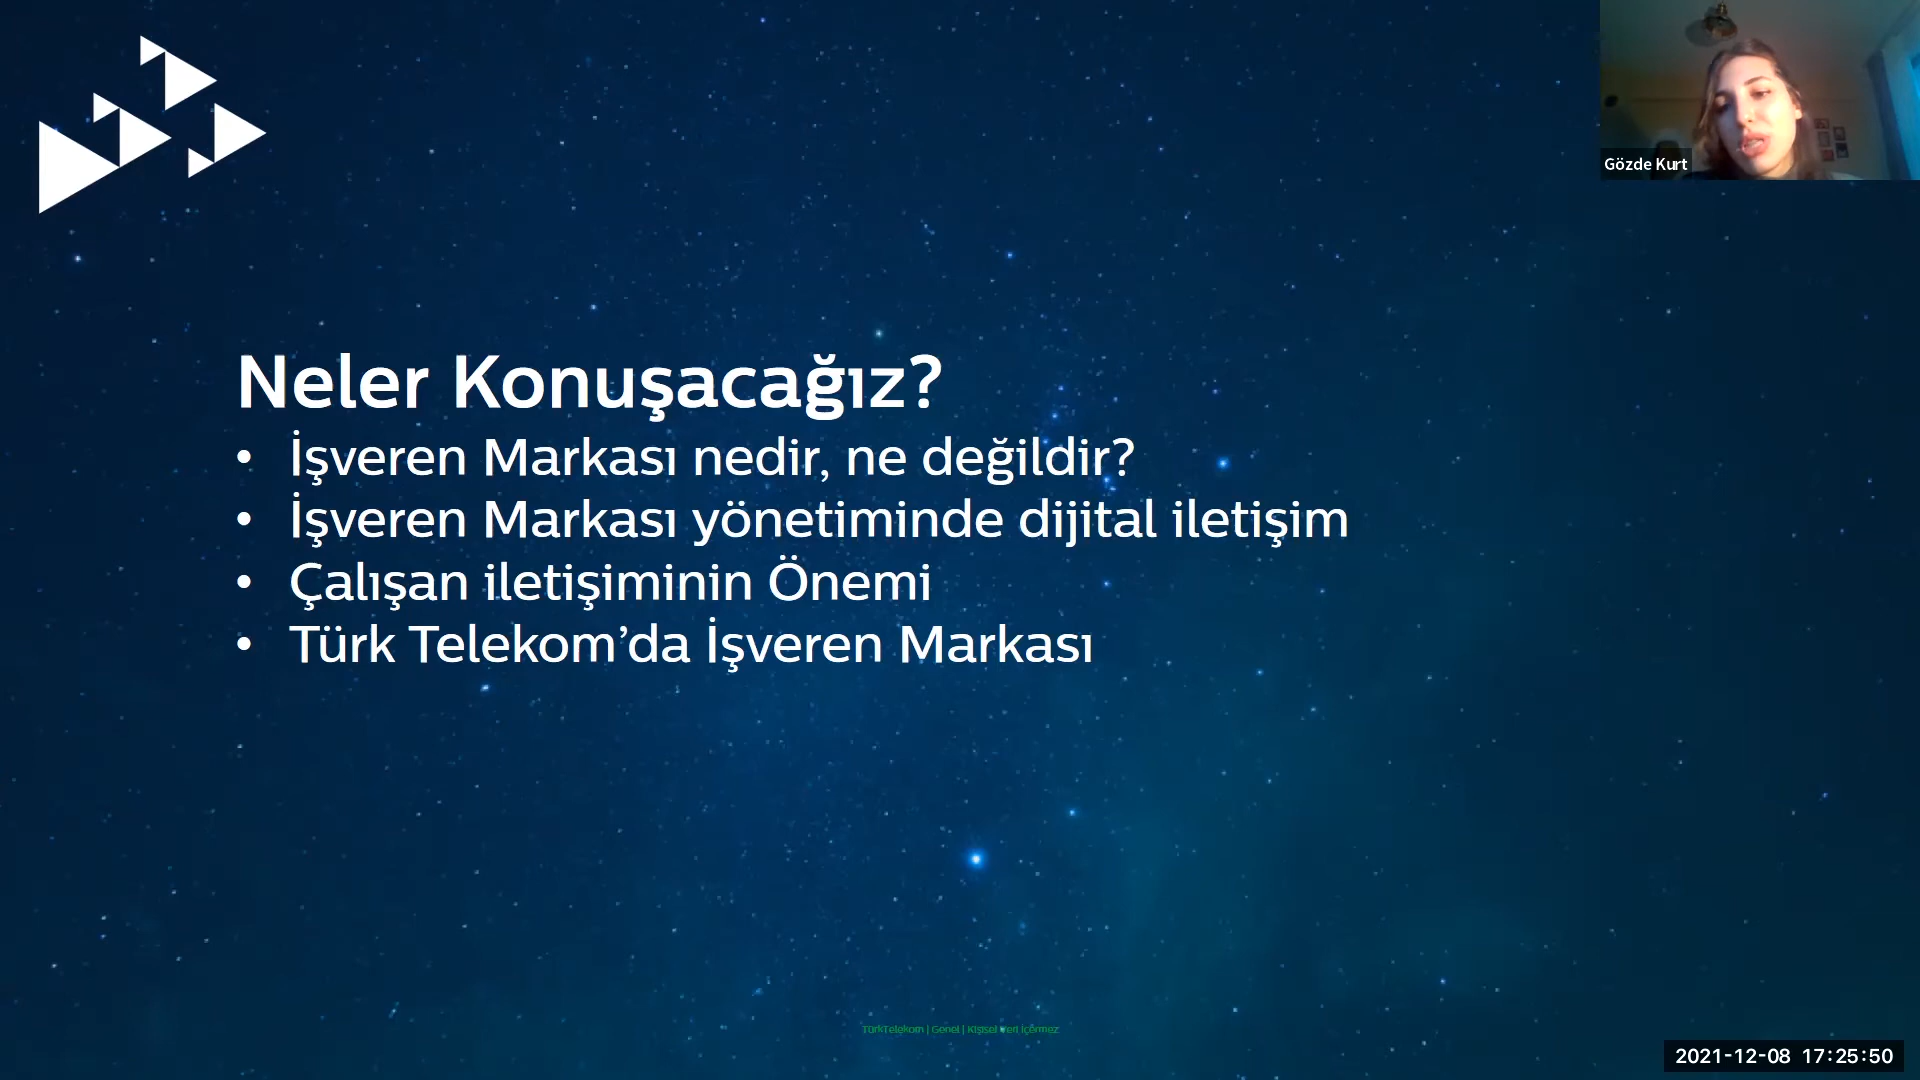 Gözde Kurt
Neler Konuşacağız?
• İşveren Markası nedir, ne değildir?
• İşveren Markası yönetiminde dijital iletişim
• Çalışan iletişiminin Önemi
• Türk Telekom’da İşveren Markası
TürkTelekom | Genel | Kişisel Veri İçermez
2021-12-08 17:25:50